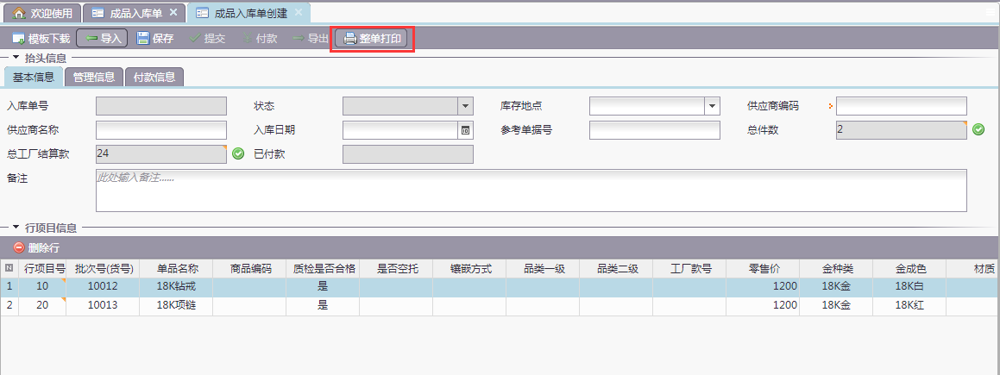 欢迎使用 成品入库单 成品入库单创建
模板下载 导入 保存 提交 付款 导出 整单打印
抬头信息
基本信息 管理信息 付款信息
入库单号 状态 库存地点 供应商编码
供应商名称 入库日期 参考单据号 总件数 2
总工厂结算款 24 已付款
备注 此处输入备注......
行项目信息
删除行
N 行项目号 批次号(货号) 单品名称 商品编码 质检是否合格 是否空托 镶嵌方式 品类一级 品类二级 工厂款号 零售价 金种类 金成色 材质
1 10 10012 18K钻戒 是 1200 18K金 18K白
2 20 10013 18K项链 是 1200 18K金 18K红